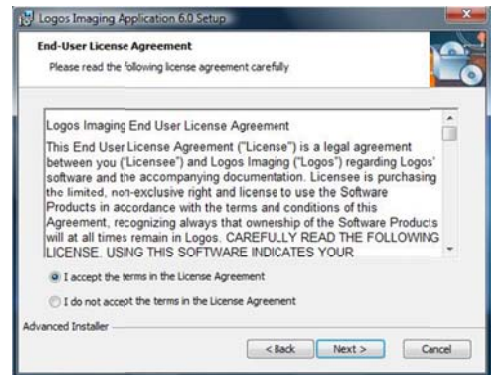 Logos Imaging Application 6.0 Setup
End-User License Agreement
Please read the following license agreement carefully
Logos Imaging End User License Agreement
This End User License Agreement ("License") is a legal agreement
between you (Licensee") and Logos Imaging ("Logos") regarding Logos'
software and the accompanying documentation. Licensee is purchasing
the limited, not-exclusive right and license to use the Software
Products in accordance with the terms and conditions of this
Agreement, recognizing always that ownership of the Software Products
will at all times remain in Logos. CAREFULLY READ THE FOLLOWING
LICENSE. USING THIS SOFTWARE INDICATES YOUR
I accept the terms in the License Agreement
I do not accept the terms in the License Agreement
Advanced Installer
< Back
Next >
Cancel